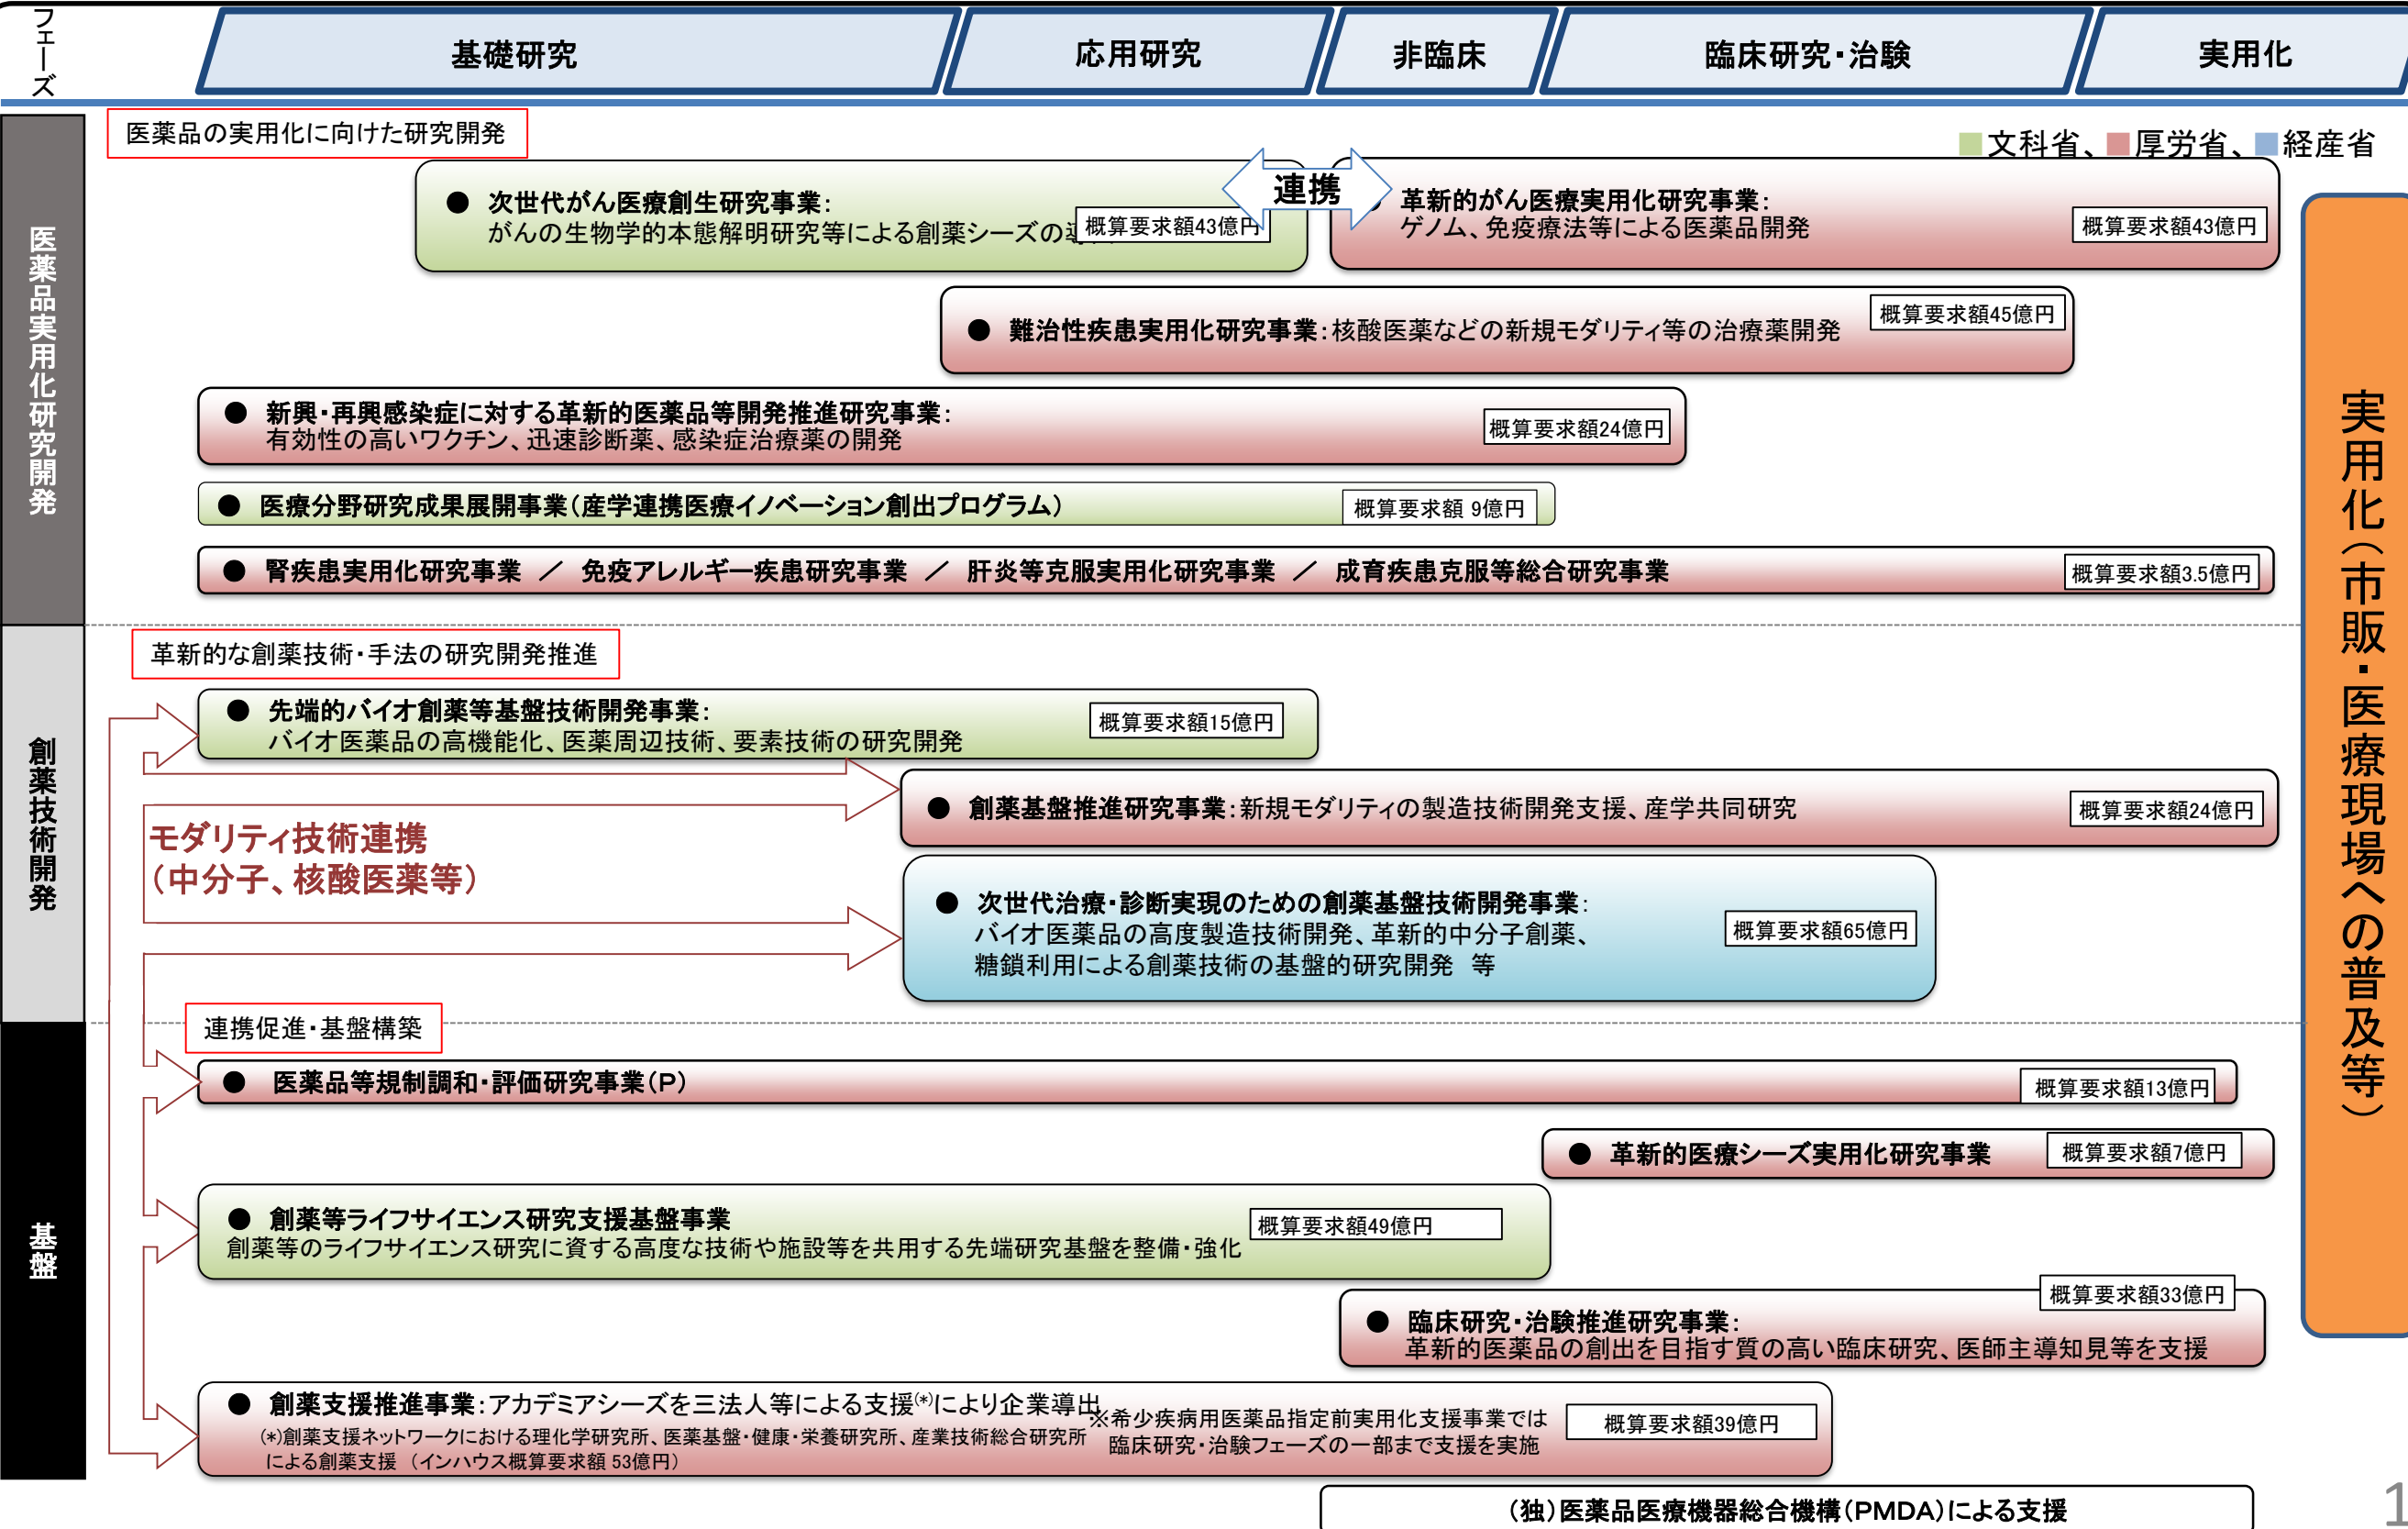 フェーズ
基礎研究
応用研究
非臨床
臨床研究・治験
実用化
医薬品の実用化に向けた研究開発
■文科省、■厚労省、■経産省
医薬品実用化研究開発
● 次世代がん医療創生研究事業：
がんの生物学的本態解明研究等による創薬シーズの
概算要求額43億円
連携
革新的がん医療実用化研究事業：
ゲノム、免疫療法等による医薬品開発
概算要求額43億円
● 難治性疾患実用化研究事業：核酸医薬などの新規モダリティ等の治療薬開発
概算要求額45億円
● 新興・再興感染症に対する革新的医薬品等開発推進研究事業：
有効性の高いワクチン、迅速診断薬、感染症治療薬の開発
概算要求額24億円
● 医療分野研究成果展開事業（産学連携医療イノベーション創出プログラム）
概算要求額 9億円
● 腎疾患実用化研究事業 ／ 免疫アレルギー疾患研究事業 ／ 肝炎等克服実用化研究事業 ／ 成育疾患克服等総合研究事業
概算要求額3.5億円
実用化（市販・医療現場への普及等）
創薬技術開発
革新的な創薬技術・手法の研究開発推進
● 先端的バイオ創薬等基盤技術開発事業：
バイオ医薬品の高機能化、医薬周辺技術、要素技術の研究開発
概算要求額15億円
● 創薬基盤推進研究事業：新規モダリティの製造技術開発支援、産学共同研究
概算要求額24億円
モダリティ技術連携
（中分子、核酸医薬等）
● 次世代治療・診断実現のための創薬基盤技術開発事業：
バイオ医薬品の高度製造技術開発、革新的中分子創薬、
糖鎖利用による創薬技術の基盤的研究開発 等
概算要求額65億円
基盤
連携促進・基盤構築
● 医薬品等規制調和・評価研究事業（P）
概算要求額13億円
● 革新的医療シーズ実用化研究事業
概算要求額7億円
● 創薬等ライフサイエンス研究支援基盤事業
創薬等のライフサイエンス研究に資する高度な技術や施設等を共用する先端研究基盤を整備・強化
概算要求額49億円
概算要求額33億円
● 臨床研究・治験推進研究事業：
革新的医薬品の創出を目指す質の高い臨床研究、医師主導知見等を支援
● 創薬支援推進事業：アカデミアシーズを三法人等による支援(*)により企業導出
(*)創薬支援ネットワークにおける理化学研究所、医薬基盤・健康・栄養研究所、産業技術総合研究所
による創薬支援 （インハウス概算要求額 53億円）
※希少疾病用医薬品指定前実用化支援事業では
臨床研究・治験フェーズの一部まで支援を実施
概算要求額39億円
（独）医薬品医療機器総合機構（PMDA）による支援
1